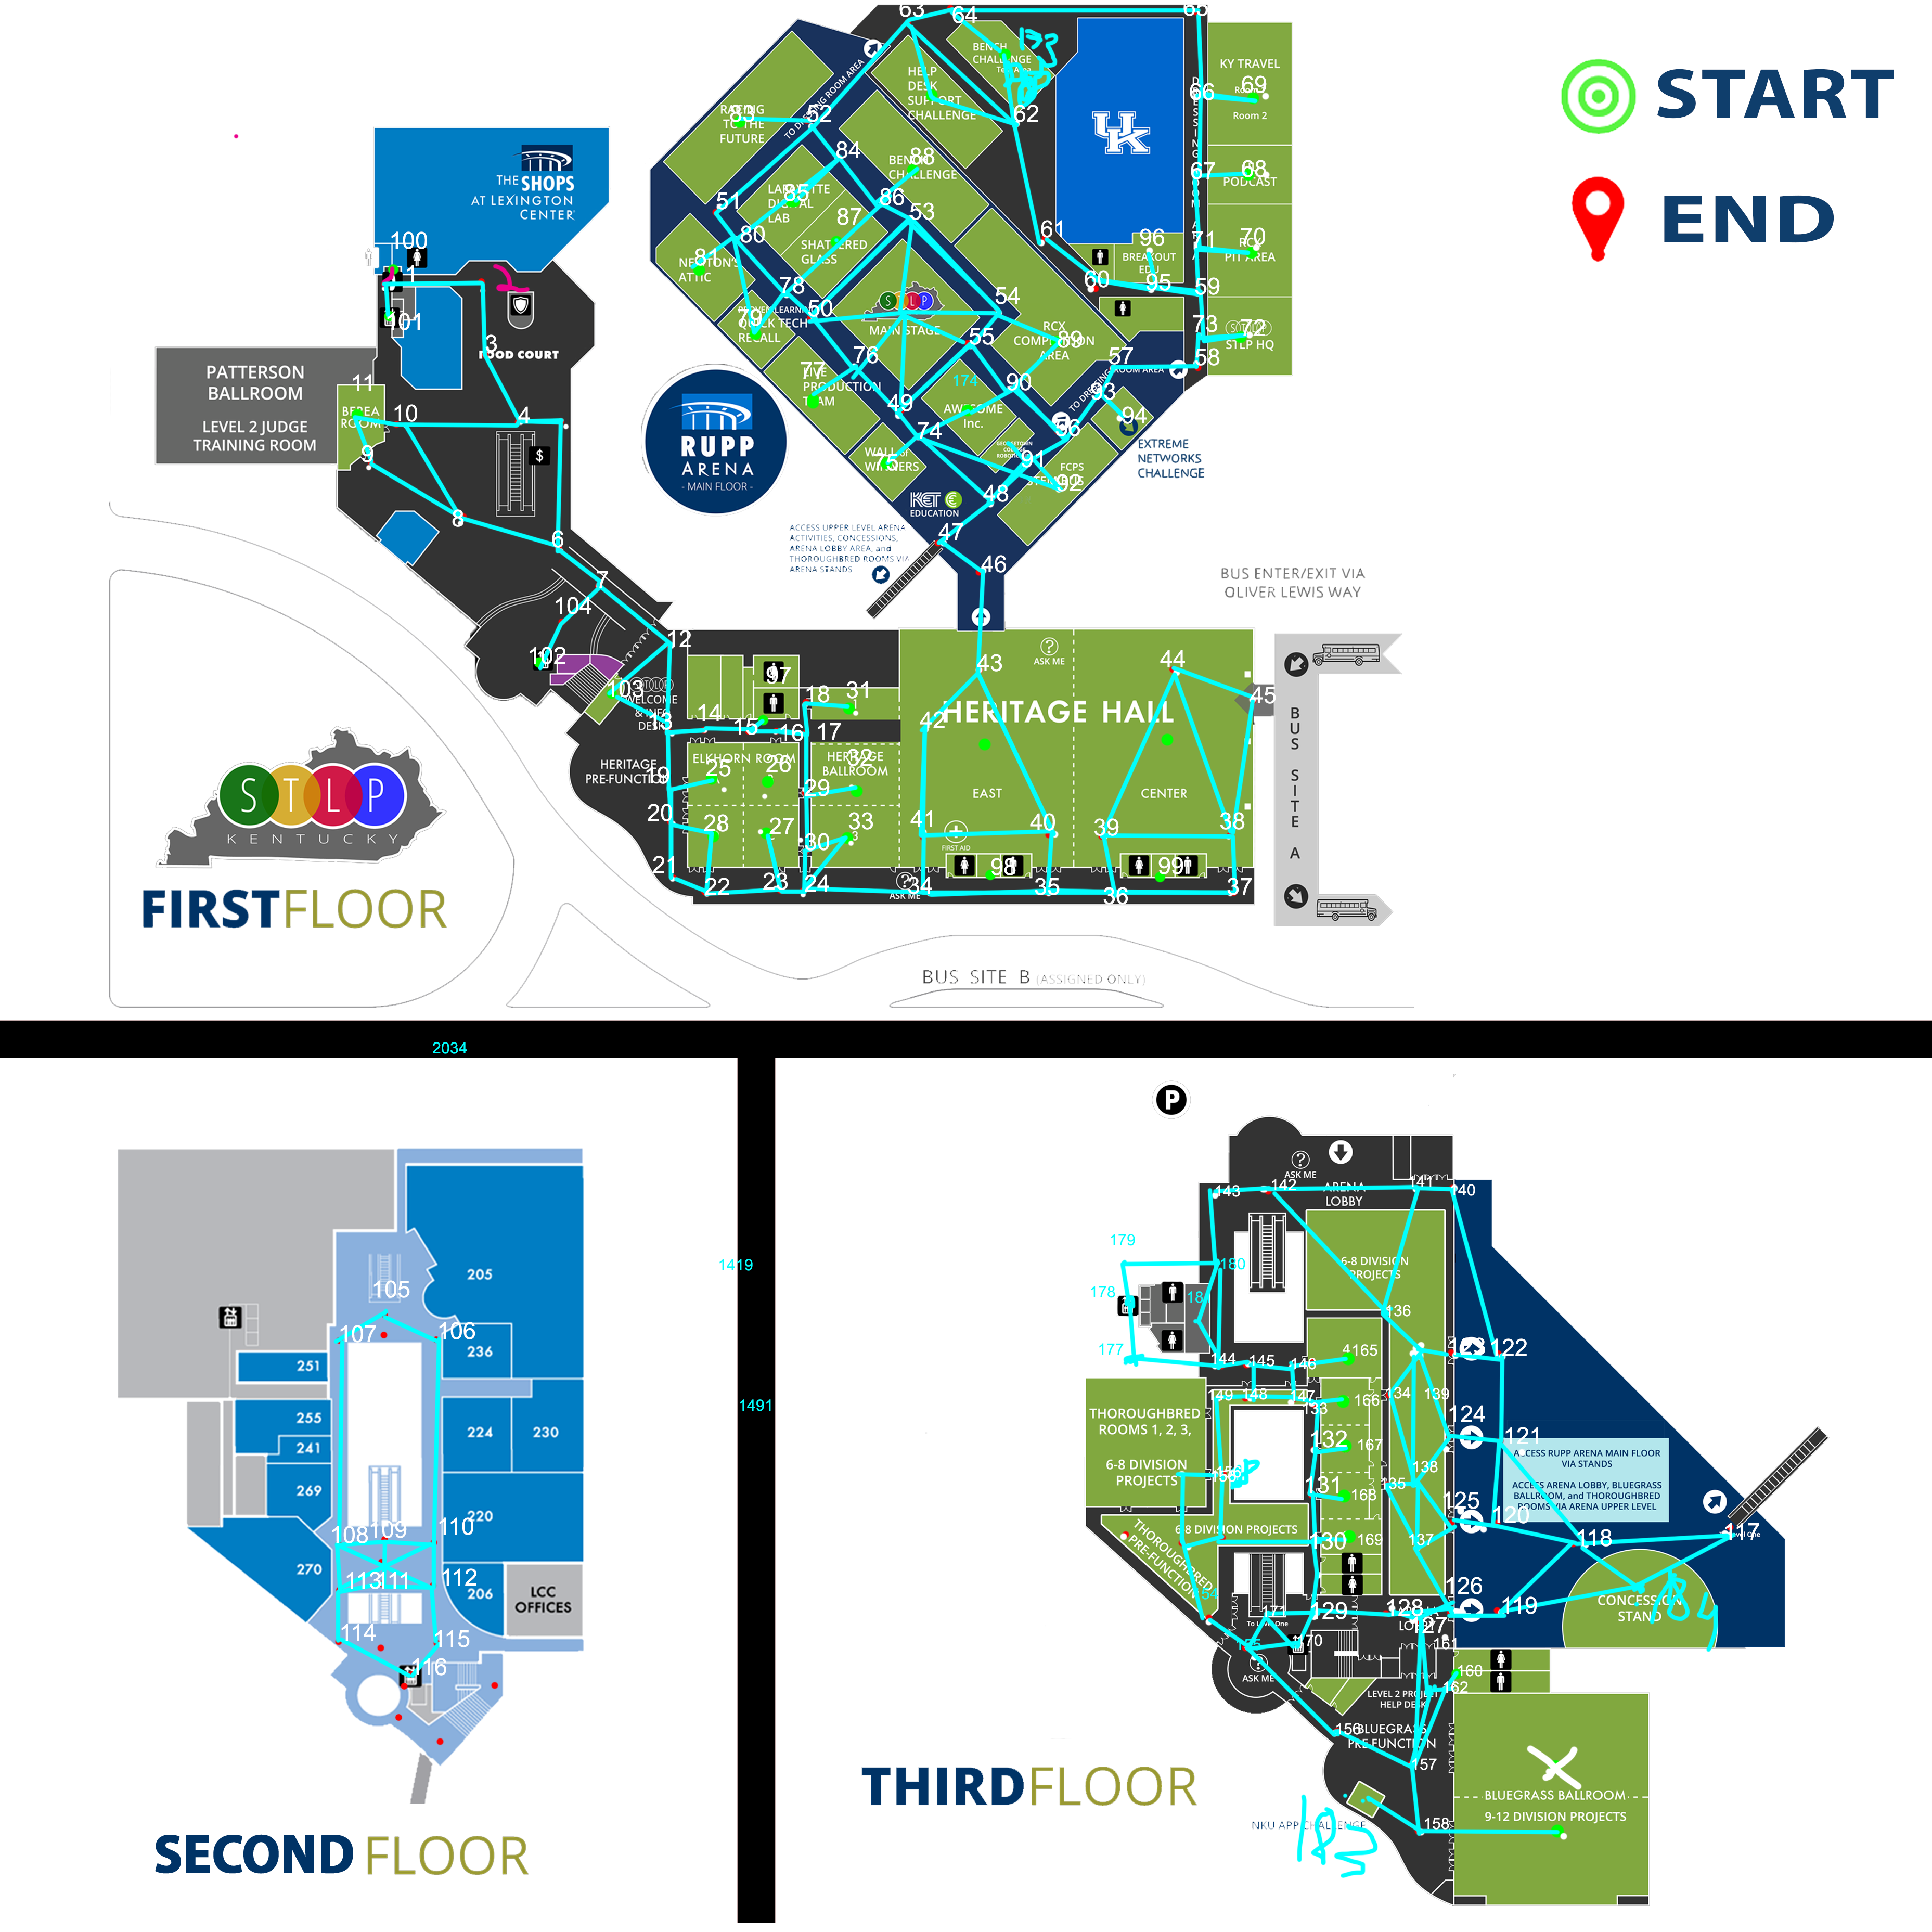 START
END
THE SHOPS
AT LEXINGTON
CENTER
100
1
101
3
FOOD COURT
PATTERSON
BALLROOM
LEVEL 2 JUDGE
TRAINING ROOM
11
BEREA
ROOM
10
4
9
$
8
6
7
104
102
12
103
STLP
WELCOME
& INFO
DESK
13
63
64
65
BENCH
CHALLENGE
HELP
DESK
SUPPORT
CHALLENGE
62
UK
KY TRAVEL
69
66
Room 2
67
68
PODCAST
71
70
RCX
PIT AREA
59
73
72
STLP HQ
58
RACING
TO THE
FUTURE
83
52
TO DRESSING ROOM AREA
84
88
BENCH
CHALLENGE
LAFAYETTE
DIGITAL
LAB
85
86
87
53
51
80
81
NEWTON'S
ATTIC
SHATTERED
GLASS
78
79
QUICK TECH
RECALL
50
STLP
MAIN STAGE
54
55
RCX
COMPETITION
AREA
89
61
96
BREAKOUT
EDU
60
95
57
76
77
LIVE
PRODUCTION
TEAM
174
90
AWESOME
Inc.
49
93
94
56
74
75
WALL of
WINNERS
91
92
FCPS
EXTREME
NETWORKS
CHALLENGE
KET
EDUCATION
48
47
46
RUPP
ARENA
- MAIN FLOOR -
ACCESS UPPER LEVEL ARENA
ACTIVITIES, CONCESSIONS,
ARENA LOBBY AREA, and
THOROUGHBRED ROOMS VIA
ARENA STANDS
BUS ENTER/EXIT VIA
OLIVER LEWIS WAY
43
?
ASK ME
44
45
42
HERITAGE HALL
EAST
CENTER
41
40
39
38
FIRST AID
98
99
34
35
36
37
?
ASK ME
97
18
31
14
15
16
17
HERITAGE
PRE-FUNCTION
19
ELKHORN ROOM
25
26
32
HERITAGE
BALLROOM
29
20
28
27
33
30
21
22
23
24
BUS SITE A
BUS SITE B (ASSIGNED ONLY)
STLP
KENTUCKY
FIRST FLOOR
2034
1419
1491
205
105
106
107
236
251
255
241
224
230
269
220
108
109
110
270
113
111
112
206
LCC
OFFICES
114
115
116
SECOND FLOOR
P
?
ASK ME
142
143
141
140
ARENA
LOBBY
179
180
178
177
6-8 DIVISION
PROJECTS
136
122
144
145
146
165
149
148
147
133
166
134
139
124
121
THOROUGHBRED
ROOMS 1, 2, 3,
6-8 DIVISION
PROJECTS
132
167
138
135
131
168
125
120
ACCESS RUPP ARENA MAIN FLOOR
VIA STANDS
ACCESS ARENA LOBBY, BLUEGRASS
BALLROOM, and THOROUGHBRED
ROOMS VIA ARENA UPPER LEVEL
117
118
6-8 DIVISION PROJECTS
THOROUGHBRED
PRE-FUNCTION
130
169
137
126
119
CONCESSION
STAND
184
171
129
128
127
170
161
?
ASK ME
160
162
LEVEL 2 PROJECT
HELP DESK
156
BLUEGRASS
PRE-FUNCTION
157
158
NKU APP CHALLENGE
183
BLUEGRASS BALLROOM
9-12 DIVISION PROJECTS
THIRD FLOOR